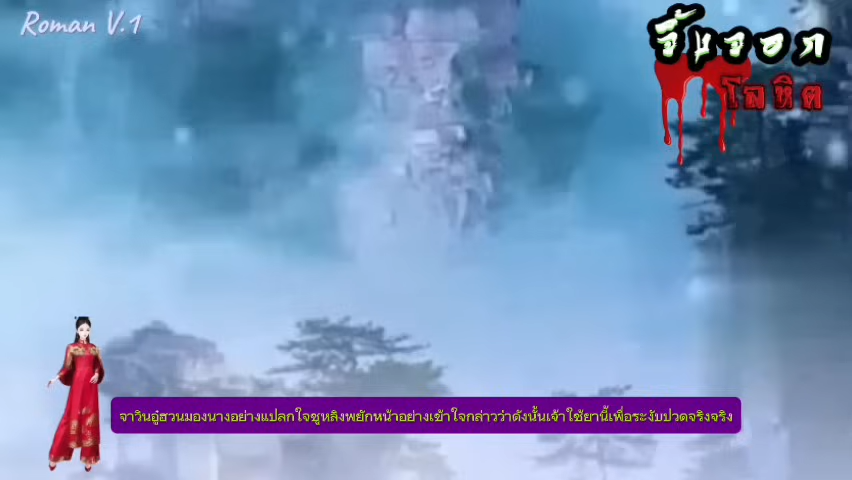 Roman V.1
จิ้นจอก
โลหิต
จาวินอู๋ฮวนมองนางอย่างแปลกใจซูหลิงพยักหน้าอย่างเข้าใจกล่าวว่าดังนั้นเจ้าใช้ยานี้เพื่อระงับปวดจริงจริง